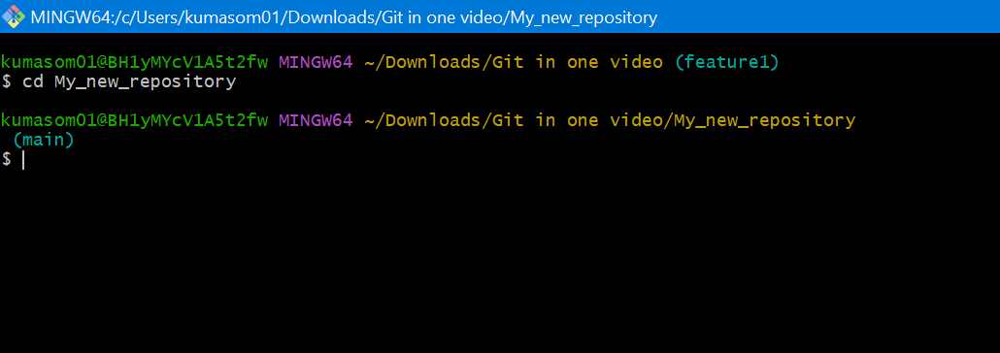 MINGW64:/c/Users/kumasom01/Downloads/Git in one video/My_new_repository
kumasom01@BH1yMYcV1A5t2fw MINGW64 ~/Downloads/Git in one video (feature1)
$ cd My_new_repository
kumasom01@BH1yMYcV1A5t2fw MINGW64 ~/Downloads/Git in one video/My_new_repository
(main)
$